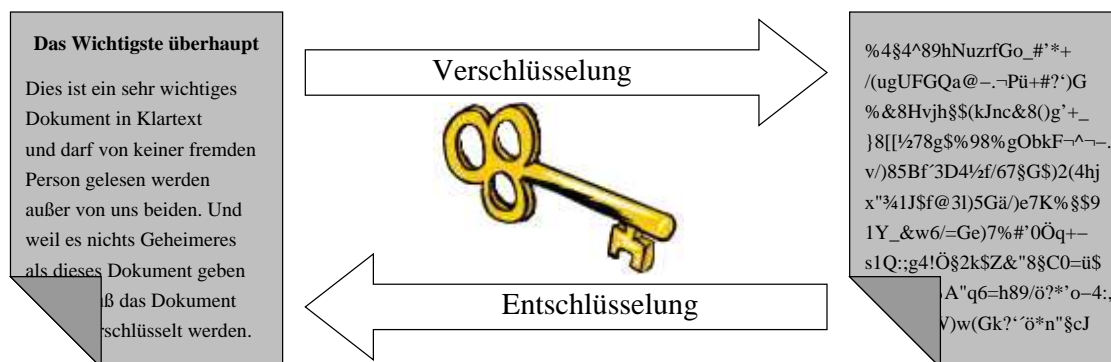 Das Wichtigste überhaupt
Dies ist ein sehr wichtiges
Dokument in Klartext
und darf von keiner fremden
Person gelesen werden
außer von uns beiden. Und
weil es nichts Geheimeres
als dieses Dokument geben
das Dokument
werden.
Verschlüsselung
Entschlüsselung
%4§4^89hNuzrfGo_#’*+
/(ugUFGQa@–.¬Pü+#?‘)G
%&8Hvjh§$(kJnc&8()g’+_
}8[[½78g$%98%gObkF¬^¬–.
v/)85Bf´3D4½f/67§G$)2(4hj
x"¾1J$f@3l)5Gä/)e7K%§$9
1Y_&w6/=Ge)7%#’0Öq+–
s1Q:;g4!Ö§2k$Z&"8§C0=ü$
A"q6=h89/ö?*’o–4:,
V)w(Gk?‘´ö*n"§cJ